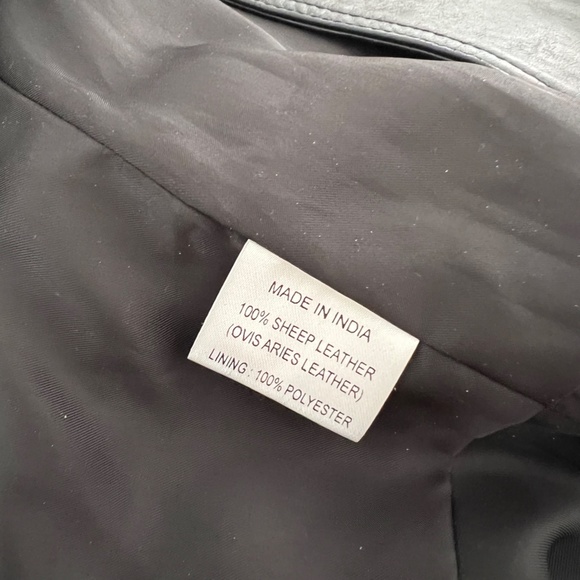 MADE IN INDIA
100% SHEEP LEATHER
(OVIS ARIES LEATHER)
LINING : 100% POLYESTER